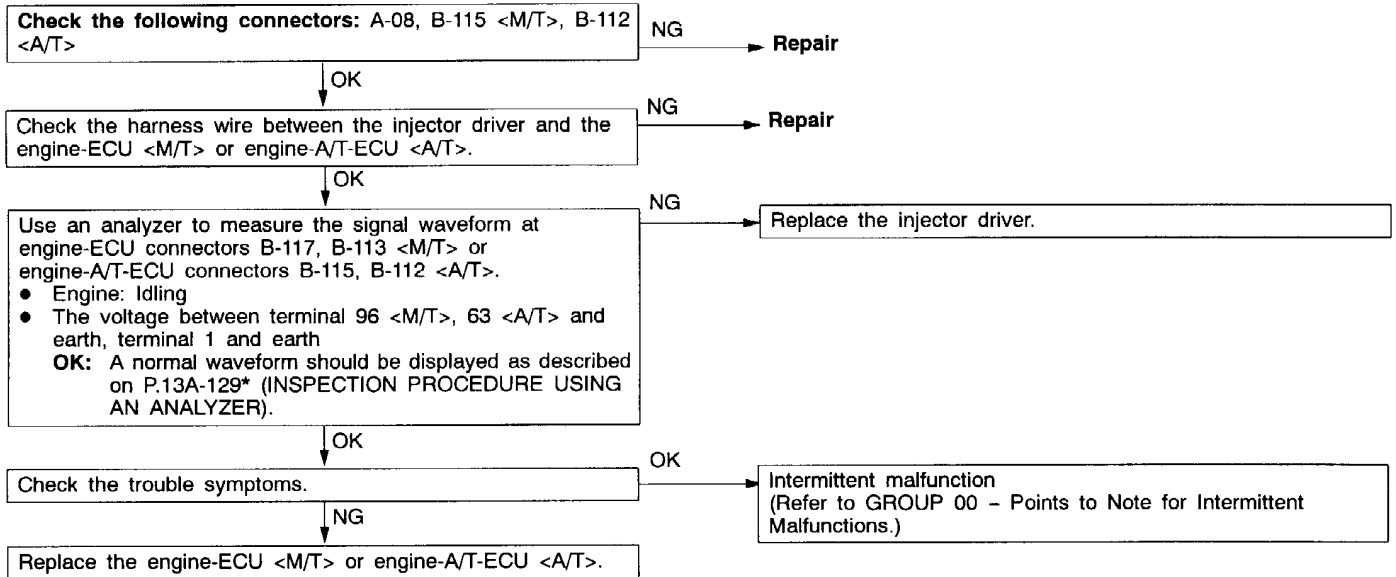 Check the following connectors: A-08, B-115 <M/T>, B-112
<A/T>
NG
Repair
OK
Check the harness wire between the injector driver and the
engine-ECU <M/T> or engine-A/T-ECU <A/T>.
NG
Repair
OK
Use an analyzer to measure the signal waveform at
engine-ECU connectors B-117, B-113 <M/T> or
engine-A/T-ECU connectors B-115, B-112 <A/T>.
● Engine: Idling
● The voltage between terminal 96 <M/T>, 63 <A/T> and
earth, terminal 1 and earth
OK: A normal waveform should be displayed as described
on P.13A-129* (INSPECTION PROCEDURE USING
AN ANALYZER).
NG
Replace the injector driver.
OK
Check the trouble symptoms.
OK
Intermittent malfunction
(Refer to GROUP 00 – Points to Note for Intermittent
Malfunctions.)
NG
Replace the engine-ECU <M/T> or engine-A/T-ECU <A/T>.